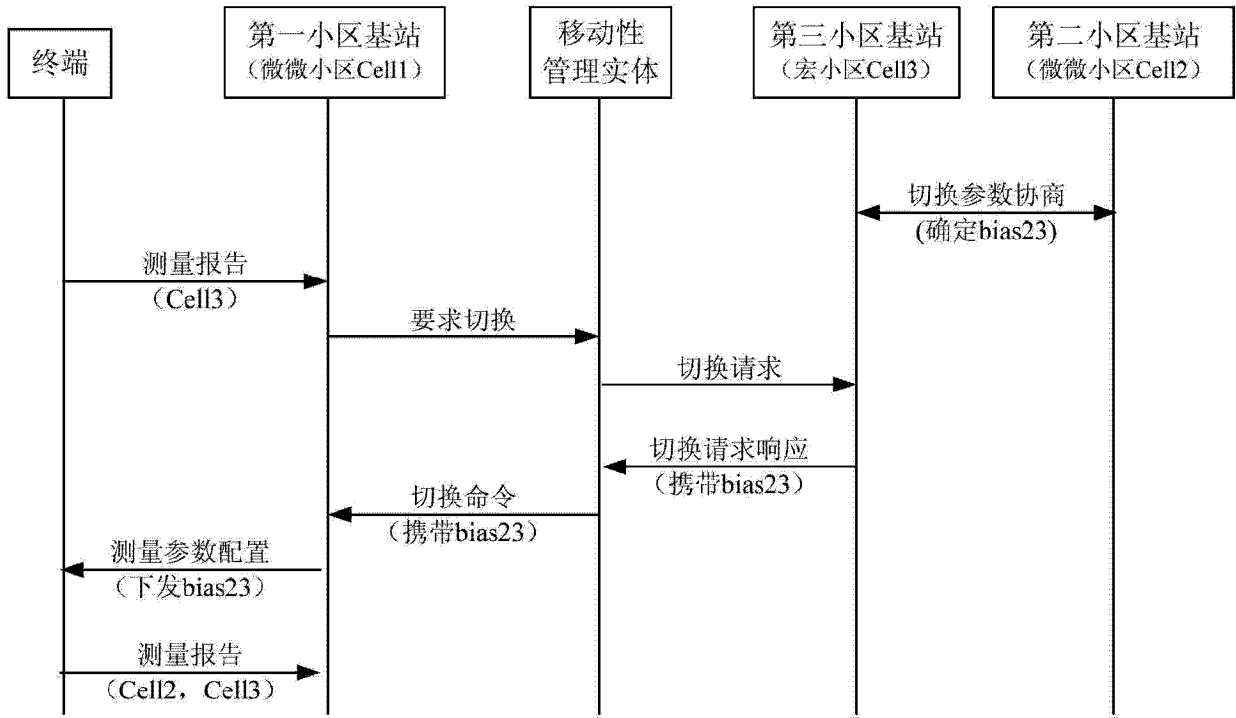 终端
第一小区基站
（微微小区Cell1）
移动性
管理实体
第三小区基站
（宏小区Cell3）
第二小区基站
（微微小区Cell2）
切换参数协商
(确定bias23)
测量报告
（Cell3）
要求切换
切换请求
切换请求响应
（携带bias23）
切换命令
（携带bias23）
测量参数配置
（下发bias23）
测量报告
（Cell2，Cell3）